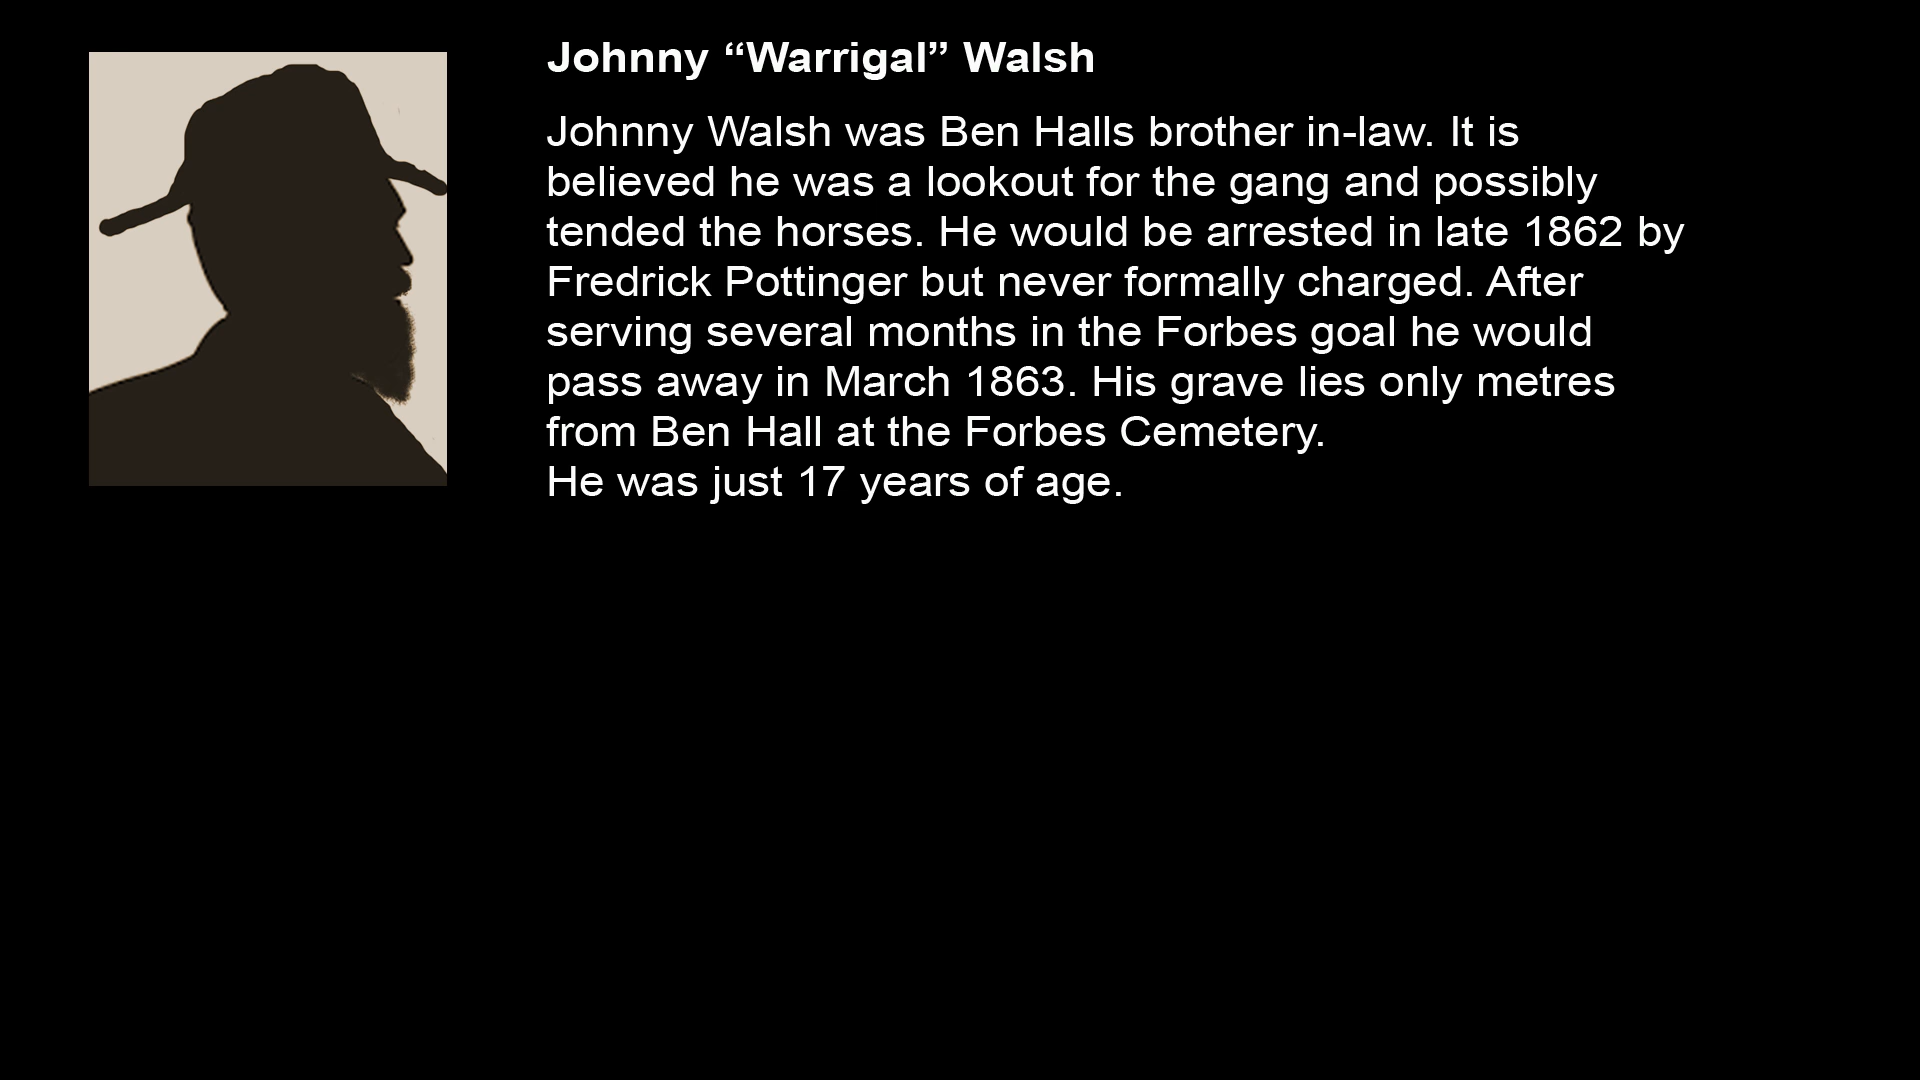 Johnny “Warrigal” Walsh
Johnny Walsh was Ben Halls brother in-law. It is
believed he was a lookout for the gang and possibly
tended the horses. He would be arrested in late 1862 by
Fredrick Pottinger but never formally charged. After
serving several months in the Forbes goal he would
pass away in March 1863. His grave lies only metres
from Ben Hall at the Forbes Cemetery.
He was just 17 years of age.